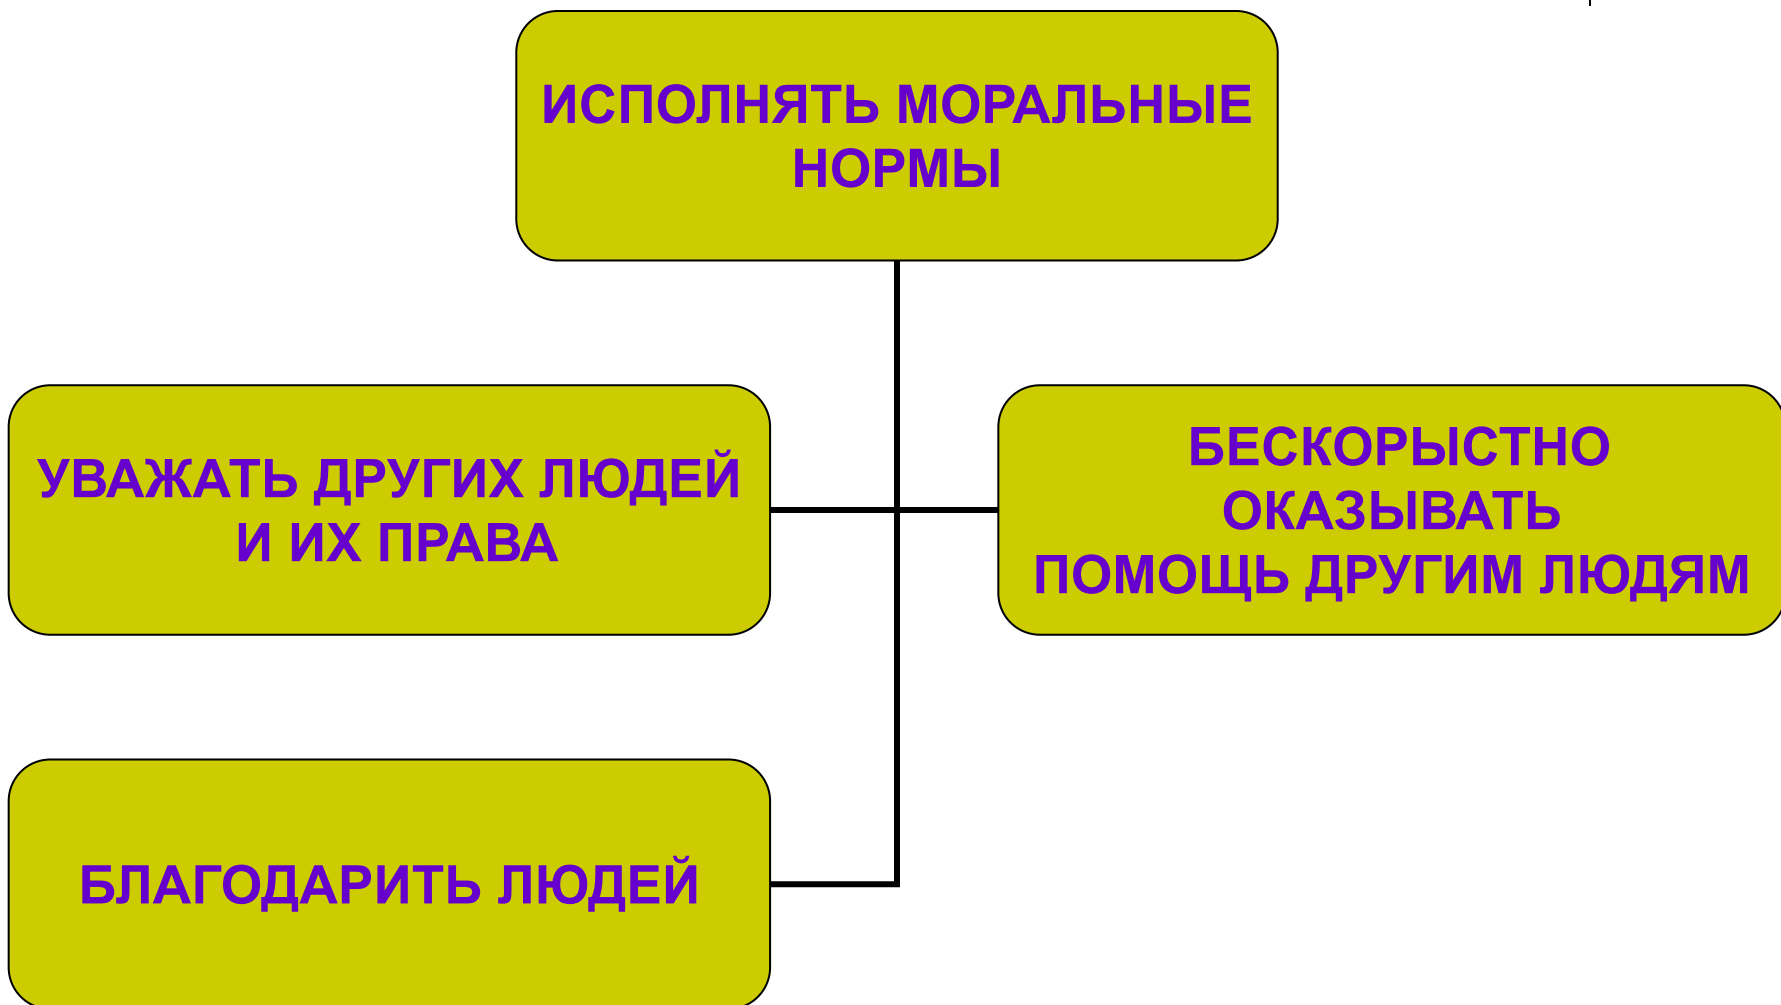 ИСПОЛНЯТЬ МОРАЛЬНЫЕ
НОРМЫ
УВАЖАТЬ ДРУГИХ ЛЮДЕЙ
И ИХ ПРАВА
БЕСКОРЫСТНО
ОКАЗЫВАТЬ
ПОМОЩЬ ДРУГИМ ЛЮДЯМ
БЛАГОДАРИТЬ ЛЮДЕЙ